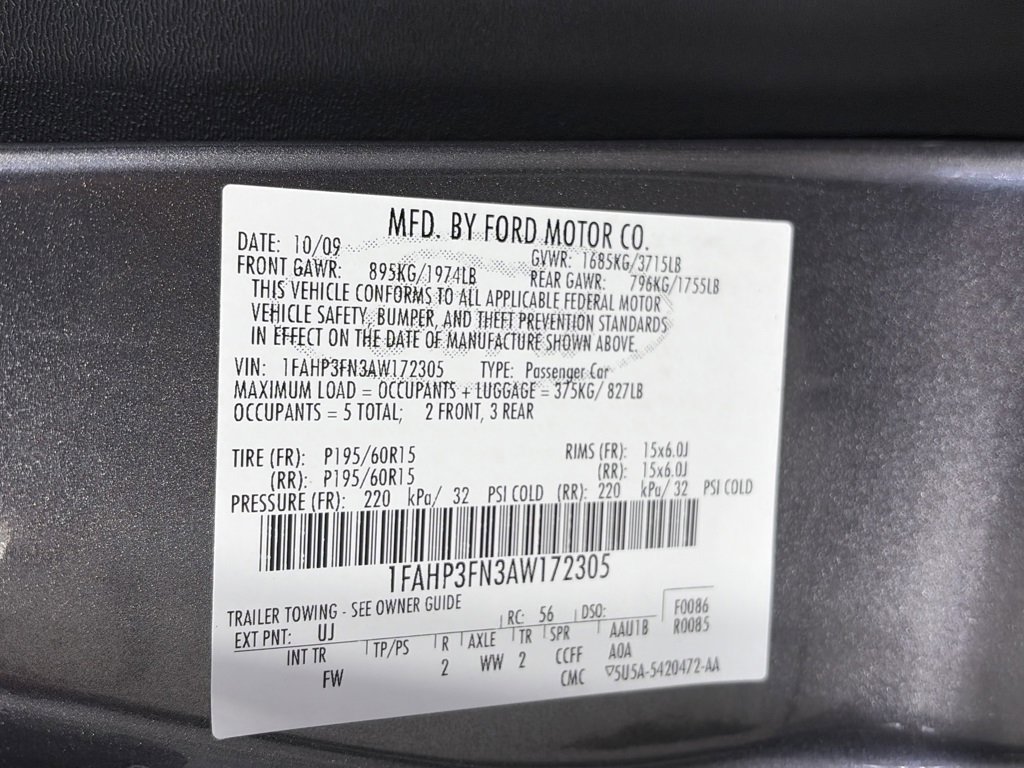 MFD. BY FORD MOTOR CO.
DATE: 10/09 GVWR: 1685KG/3715LB
FRONT GAWR: 895KG/1974LB REAR GAWR: 796KG/1755LB
THIS VEHICLE CONFORMS TO ALL APPLICABLE FEDERAL MOTOR
VEHICLE SAFETY, BUMPER, AND THEFT PREVENTION STANDARDS
IN EFFECT ON THE DATE OF MANUFACTURE SHOWN ABOVE.
VIN: 1FAHP3FN3AW172305 TYPE: Passenger Car
MAXIMUM LOAD = OCCUPANTS + LUGGAGE = 375KG/ 827LB
OCCUPANTS = 5 TOTAL; 2 FRONT, 3 REAR
TIRE (FR): P195/60R15 RIMS (FR): 15x6.0J
(RR): P195/60R15 (RR): 15x6.0J
PRESSURE (FR): 220 kPa/ 32 PSI COLD (RR): 220 kPa/ 32 PSI COLD
1FAHP3FN3AW172305
TRAILER TOWING - SEE OWNER GUIDE RC: 56 DSO: F0086
EXT PNT: UJ R0085
INT TR TP/PS R AXLE TR SPR AAU1B
FW 2 WW 2 CCFF A0A
CMC ▽5U5A-5420472-AA